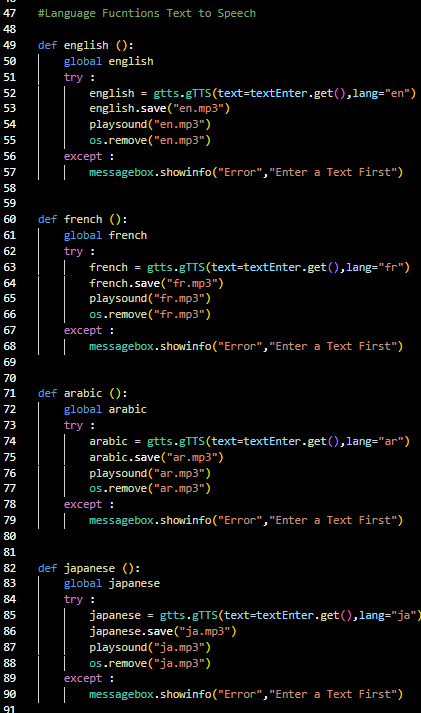 47 #Language Fucntions Text to Speech
48
49 def english ():
50 global english
51 try :
52 english = gtts.gTTS(text=textEnter.get(),lang="en")
53 english.save("en.mp3")
54 playsound("en.mp3")
55 os.remove("en.mp3")
56 except :
57 messagebox.showinfo("Error","Enter a Text First")
58
59
60 def french ():
61 global french
62 try :
63 french = gtts.gTTS(text=textEnter.get(),lang="fr")
64 french.save("fr.mp3")
65 playsound("fr.mp3")
66 os.remove("fr.mp3")
67 except :
68 messagebox.showinfo("Error","Enter a Text First")
69
70
71 def arabic ():
72 global arabic
73 try :
74 arabic = gtts.gTTS(text=textEnter.get(),lang="ar")
75 arabic.save("ar.mp3")
76 playsound("ar.mp3")
77 os.remove("ar.mp3")
78 except :
79 messagebox.showinfo("Error","Enter a Text First")
80
81
82 def japanese ():
83 global japanese
84 try :
85 japanese = gtts.gTTS(text=textEnter.get(),lang="ja")
86 japanese.save("ja.mp3")
87 playsound("ja.mp3")
88 os.remove("ja.mp3")
89 except :
90 messagebox.showinfo("Error","Enter a Text First")
91